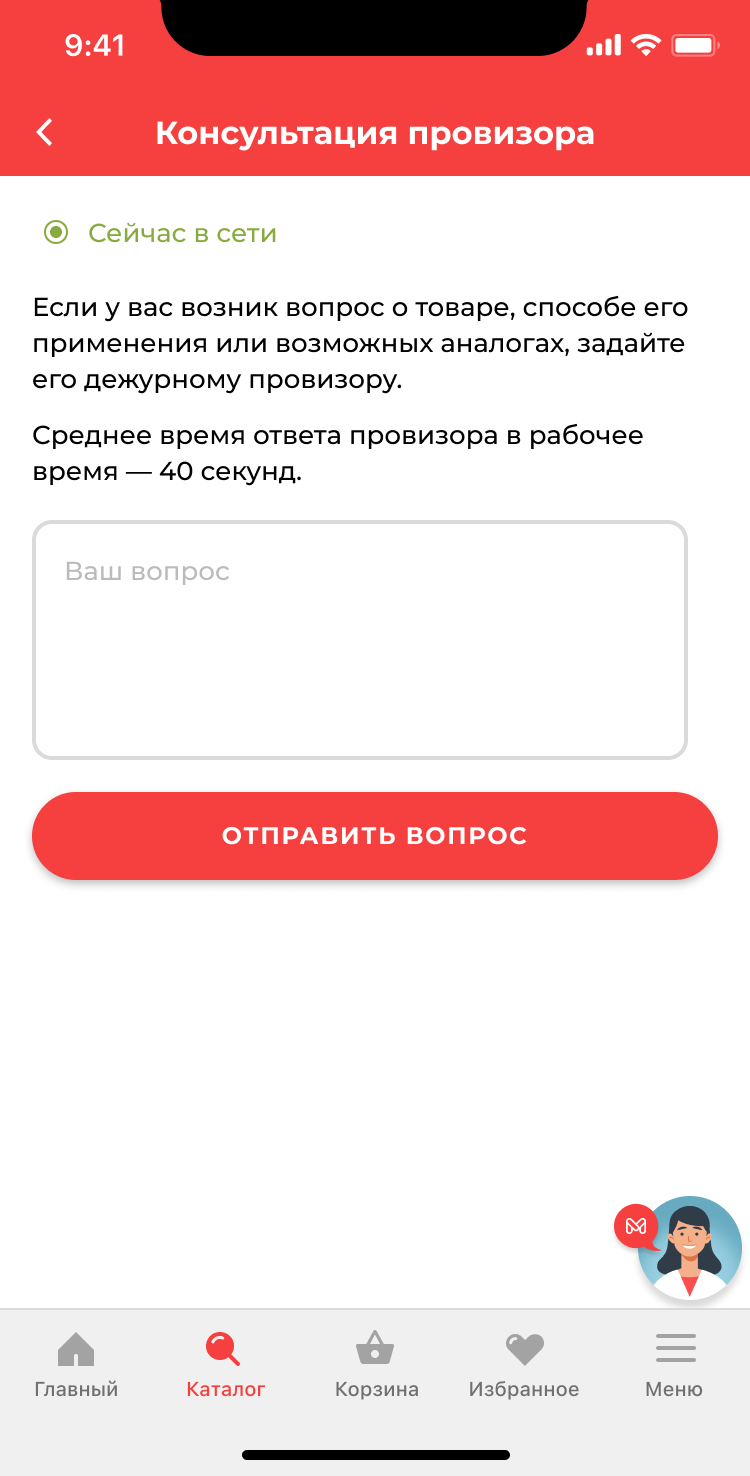 9:41
Консультация провизора
Сейчас в сети
Если у вас возник вопрос о товаре, способе его
применения или возможных аналогах, задайте
его дежурному провизору.
Среднее время ответа провизора в рабочее
время — 40 секунд.
Ваш вопрос
ОТПРАВИТЬ ВОПРОС
Главный
Каталог
Корзина
Избранное
Меню